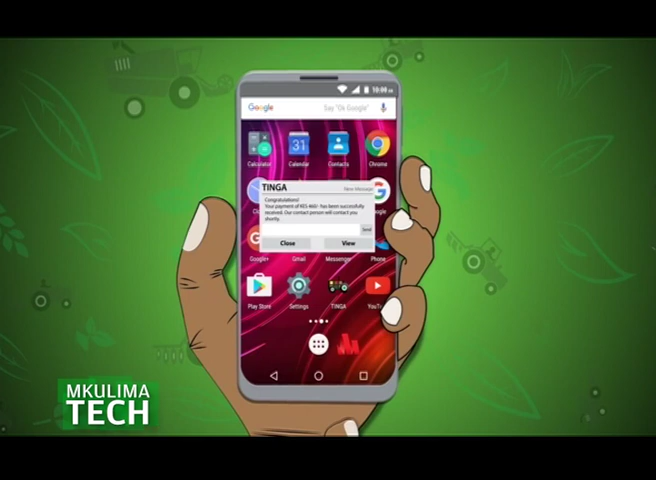 10:00
Google Say "Ok Google"
Calculator Calendar Contacts Chrome
TINGA New Message
Congratulations!
Your payment of KES 460/- has been successfully
received. Our contact person will contact you
shortly.
Send
Close View
Google+ Gmail Messenger Phone
Play Store Settings TINGA YouT
MKULIMA
TECH